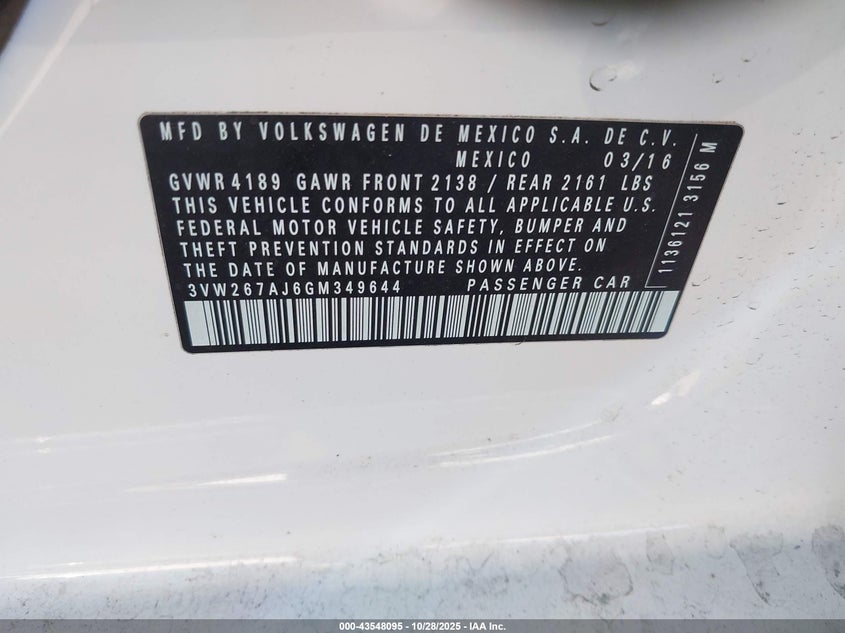 MFD BY VOLKSWAGEN DE MEXICO S.A. DE C.V.
MEXICO 03/16
GVWR 4189 GAWR FRONT 2138 / REAR 2161 LBS
THIS VEHICLE CONFORMS TO ALL APPLICABLE U.S.
FEDERAL MOTOR VEHICLE SAFETY, BUMPER AND
THEFT PREVENTION STANDARDS IN EFFECT ON
THE DATE OF MANUFACTURE SHOWN ABOVE.
3VW267AJ6GM349644 PASSENGER CAR
1136121 3156 M
000-43548095 - 10/28/2025 - IAA Inc.